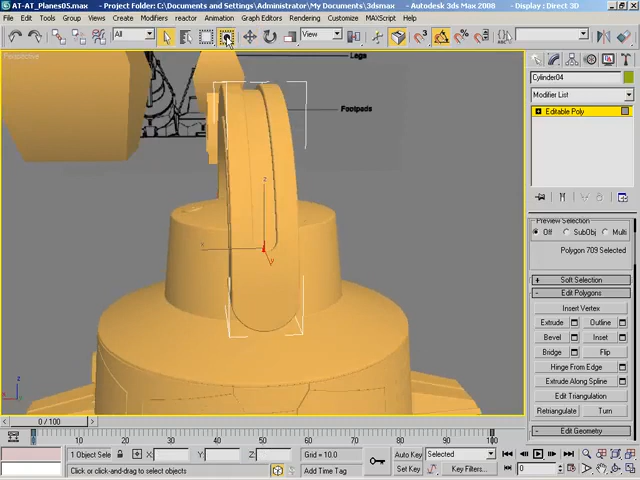 AT-AT_Planes05.max - Project Folder: C:\Documents and Settings\Administrator\My Documents\3dsmax - Autodesk 3ds Max 2008 - Display : Direct 3D
Edit Tools Group Views Create Modifiers reactor Animation Graph Editors Rendering Customize MAXScript Help
All View
Perspective
Legs
Footpads
z
x
y
Cylinder04
Modifier List
Editable Poly
Preview Selection
Off SubObj Multi
Polygon 709 Selected
+ Soft Selection
- Edit Polygons
Insert Vertex
Extrude Outline
Bevel Inset
Bridge Flip
Hinge From Edge
Extrude Along Spline
Edit Triangulation
Retriangulate Turn
- Edit Geometry
0 / 100
0 10 20 30 40 50 60 70 80 90 100
1 Object Sele X: Y: Z: Grid = 10.0 Auto Key Selected
Click or click-and-drag to select objects Add Time Tag Set Key Key Filters... 0